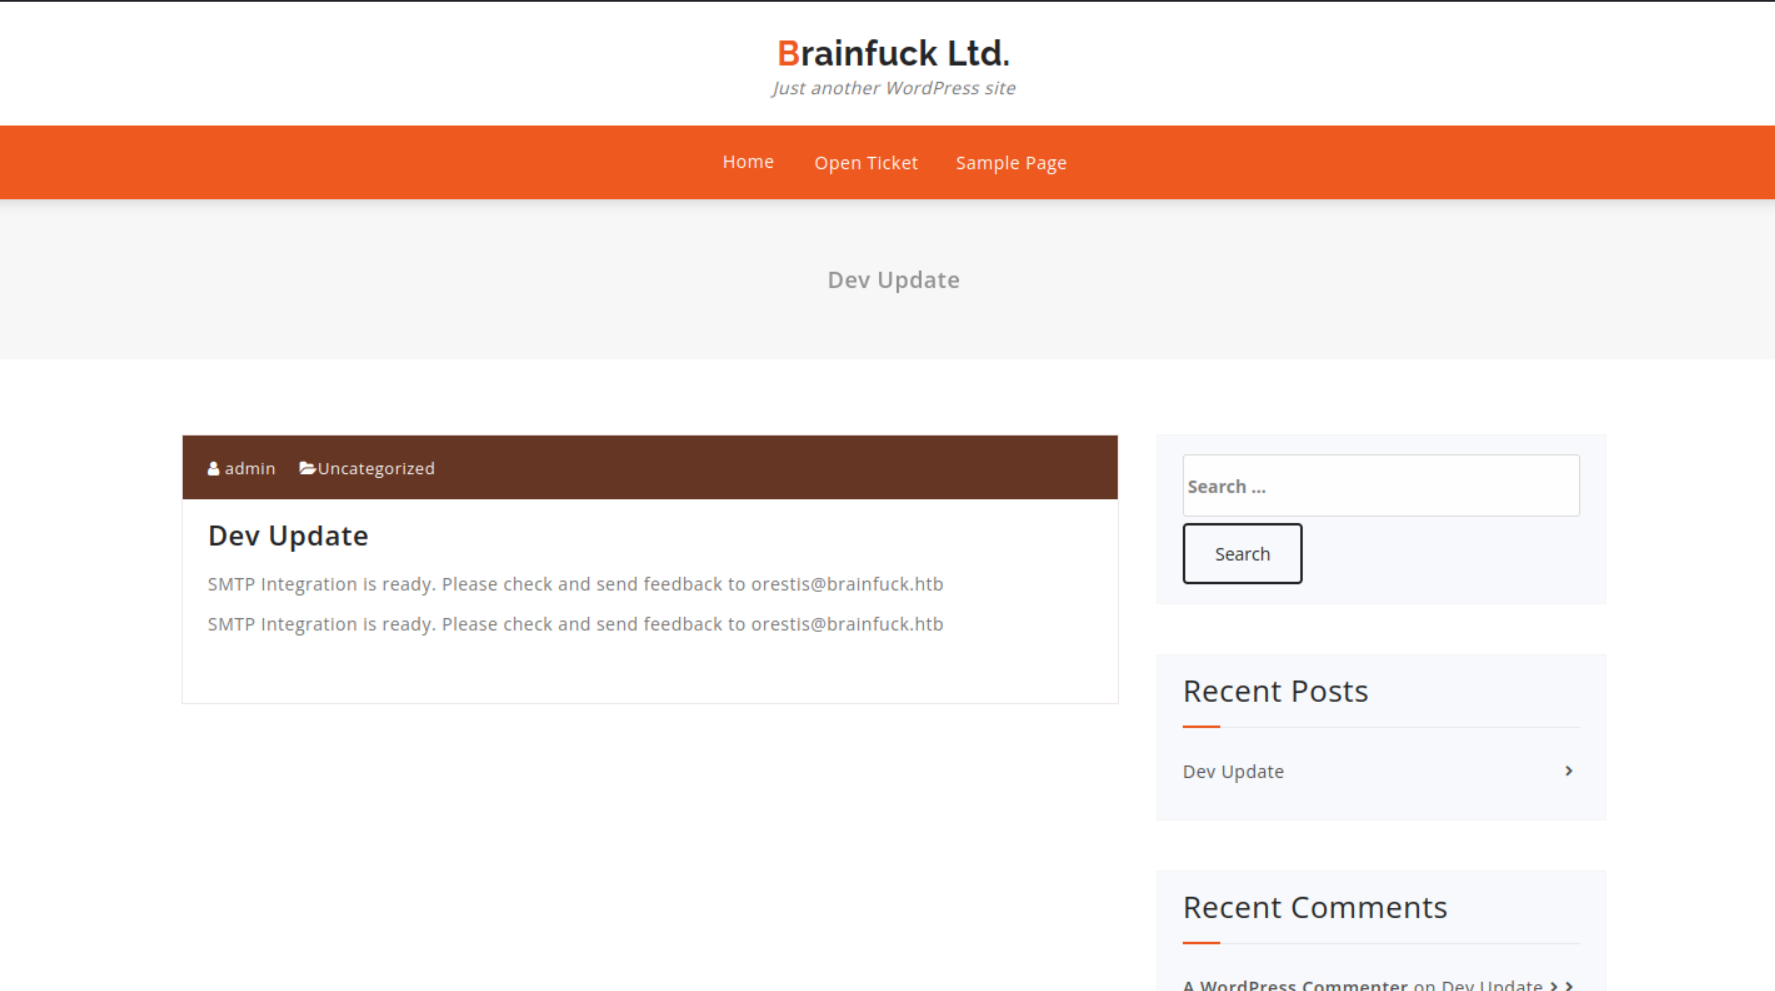 Brainfuck Ltd.
Just another WordPress site
Home Open Ticket Sample Page
Dev Update
admin Uncategorized
Dev Update
SMTP Integration is ready. Please check and send feedback to orestis@brainfuck.htb
SMTP Integration is ready. Please check and send feedback to orestis@brainfuck.htb
Search ...
Search
Recent Posts
Dev Update
Recent Comments
A WordPress Commenter on Dev Update